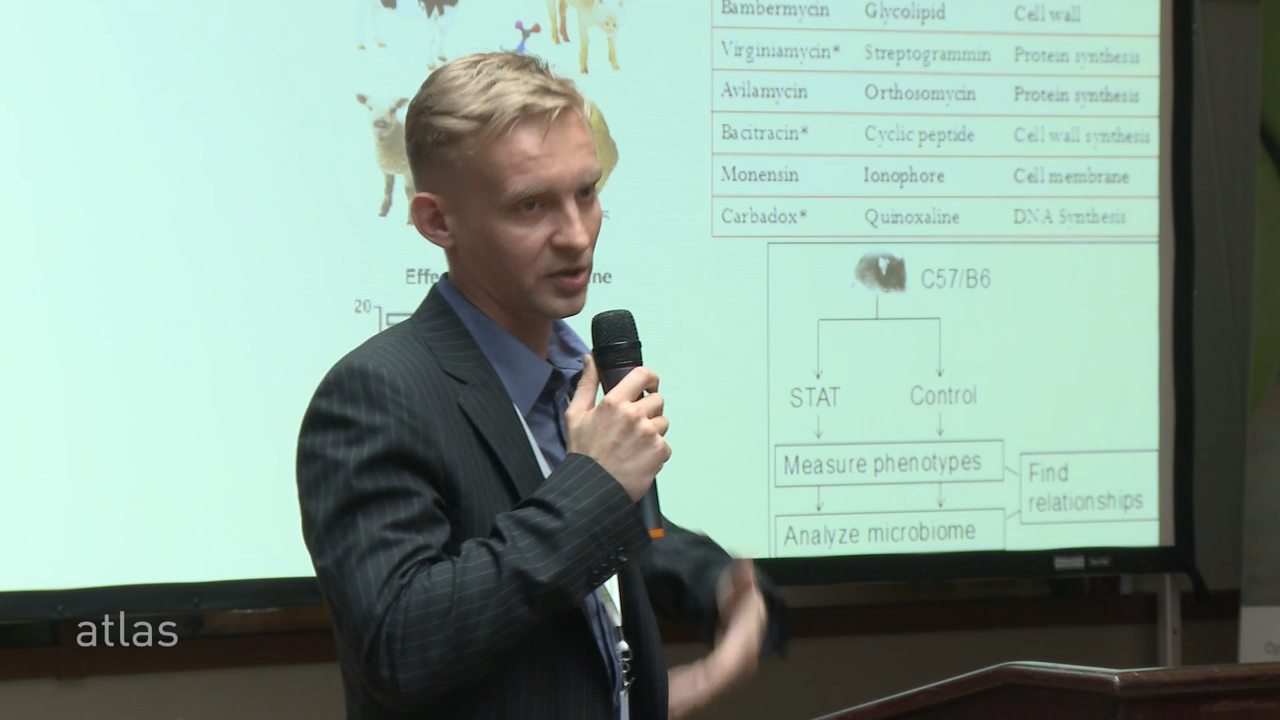 Bambermycin Glycolipid Cell wall
Virginiamycin* Streptogrammin Protein synthesis
Avilamycin Orthosomycin Protein synthesis
Bacitracin* Cyclic peptide Cell wall synthesis
Monensin Ionophore Cell membrane
Carbadox* Quinoxaline DNA Synthesis
C57/B6
20
STAT Control
Measure phenotypes
Find
relationships
Analyze microbiome
atlas